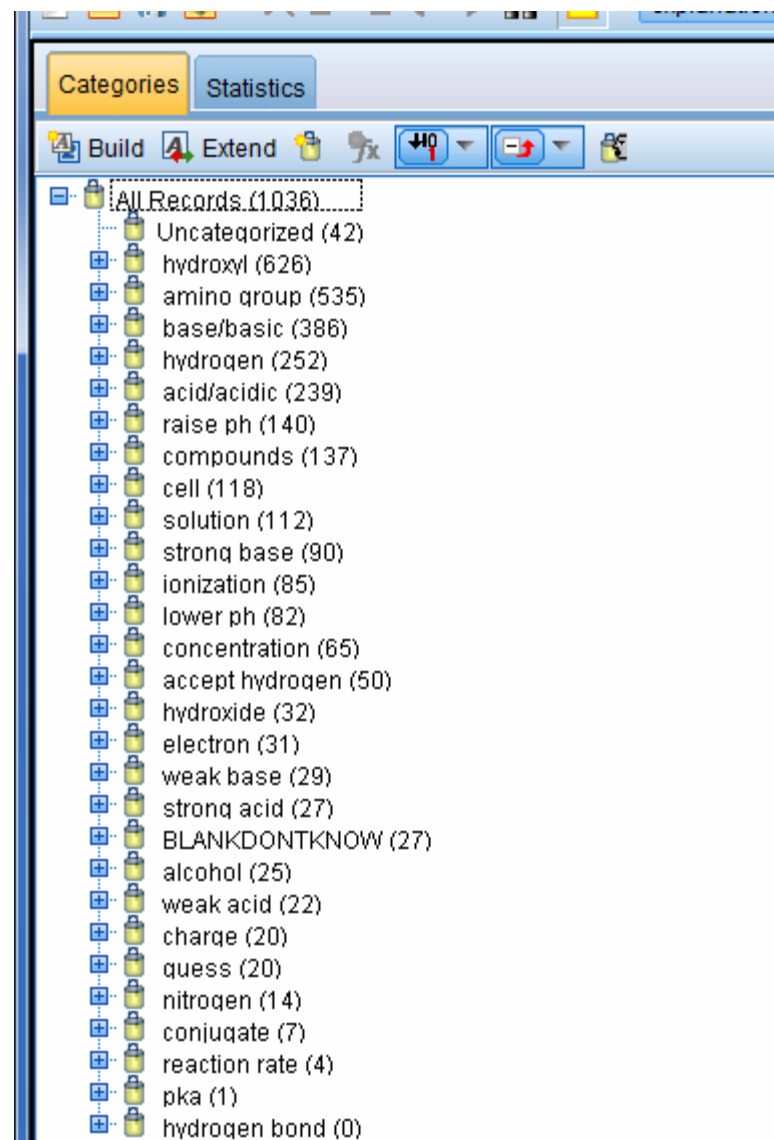 Categories Statistics
Build Extend
All Records (1036)
Uncategorized (42)
hydroxyl (626)
amino group (535)
base/basic (386)
hydrogen (252)
acid/acidic (239)
raise ph (140)
compounds (137)
cell (118)
solution (112)
strong base (90)
ionization (85)
lower ph (82)
concentration (65)
accept hydrogen (50)
hydroxide (32)
electron (31)
weak base (29)
strong acid (27)
BLANKDONTKNOW (27)
alcohol (25)
weak acid (22)
charge (20)
guess (20)
nitrogen (14)
conjugate (7)
reaction rate (4)
pka (1)
hydrogen bond (0)